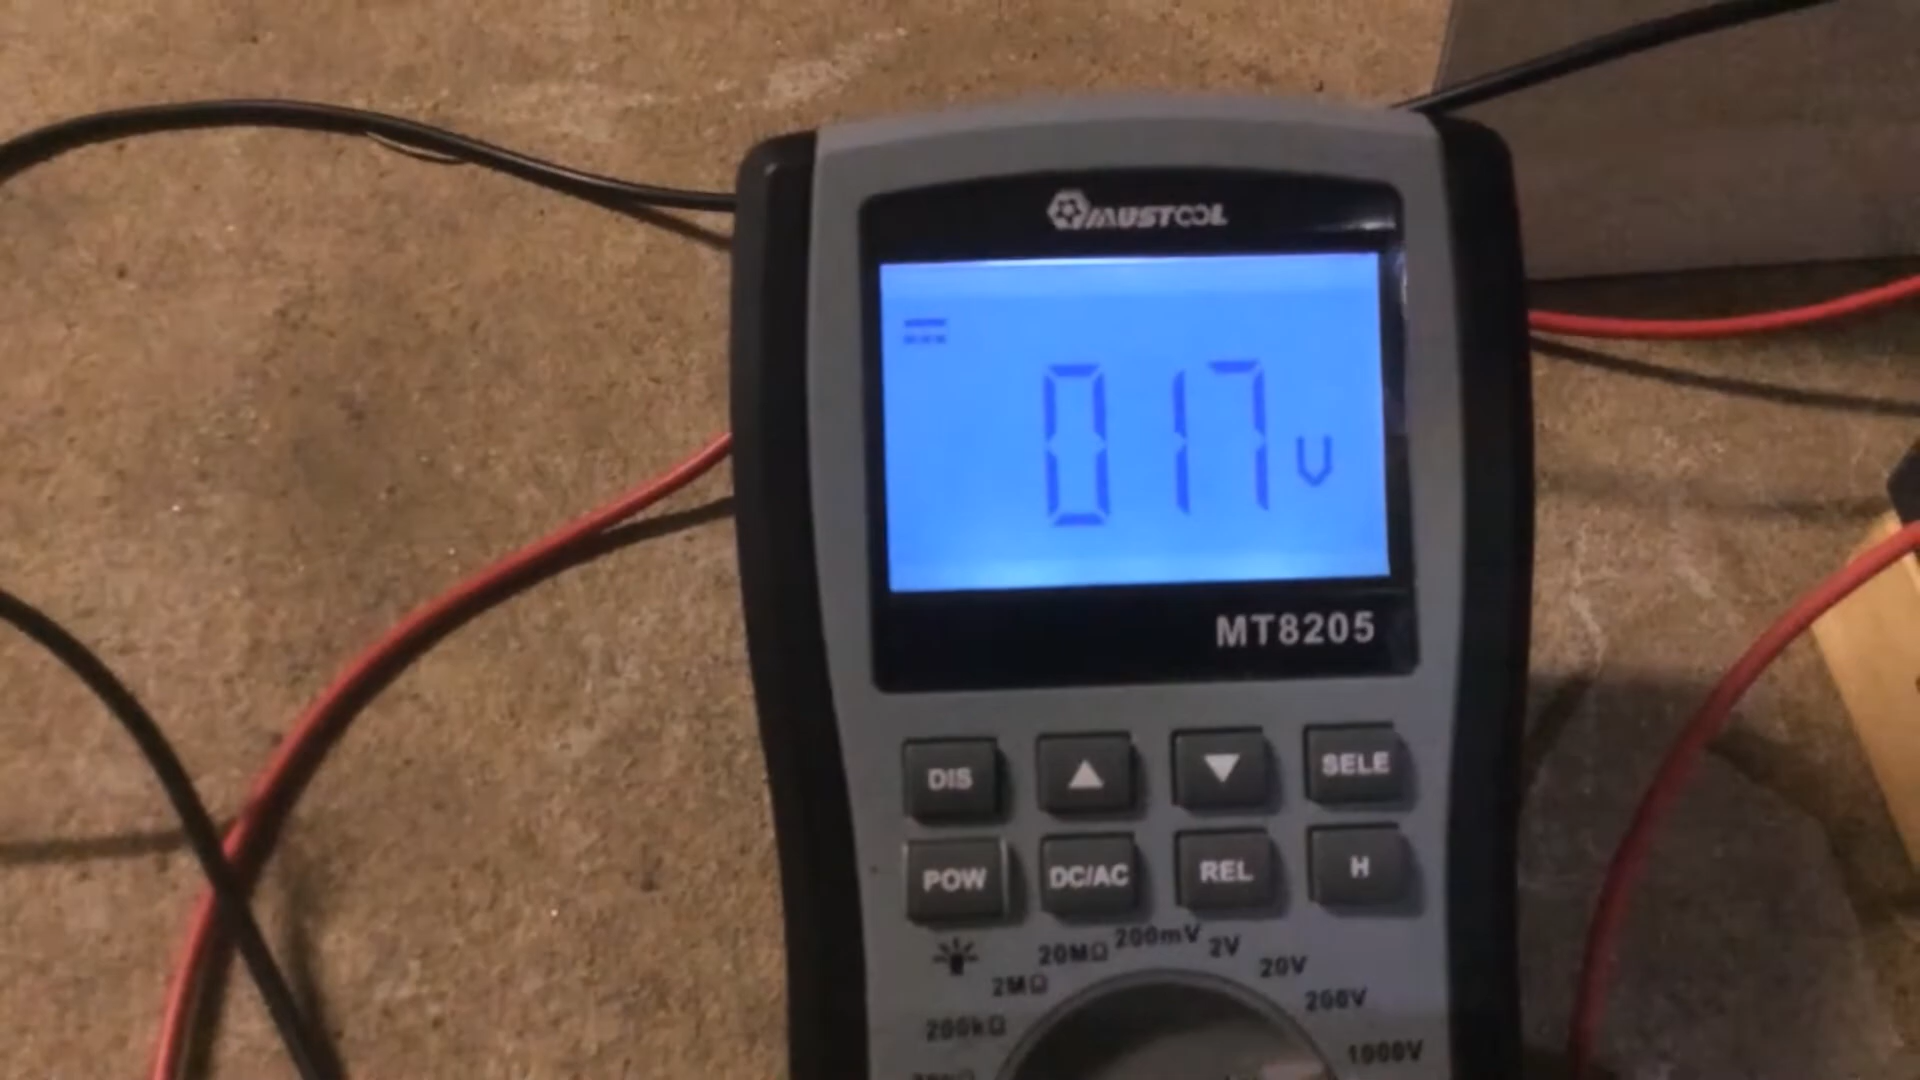 MUSTOOL
017 V
MT8205
DIS ▲ ▼ SELE
POW DC/AC REL H
200kΩ 2MΩ 20MΩ 200mV 2V 20V 200V 1000V